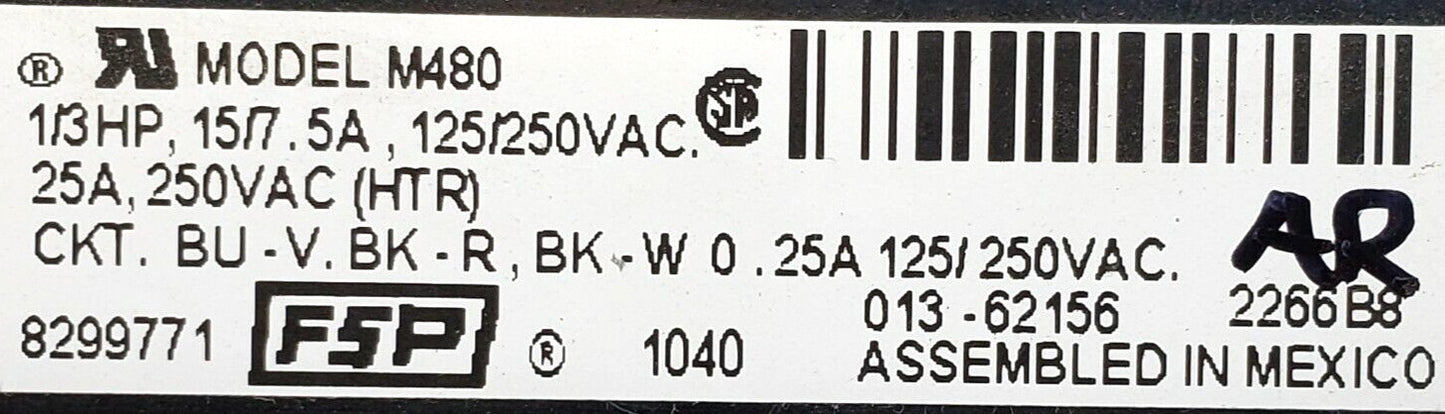 ® RU MODEL M480
1/3HP, 15/7.5A, 125/250VAC.
25A, 250VAC (HTR)
CKT. BU-V. BK-R, BK-W 0.25A 125/250VAC.
AR
013-62156 2266B8
8299771 FSP ® 1040 ASSEMBLED IN MEXICO